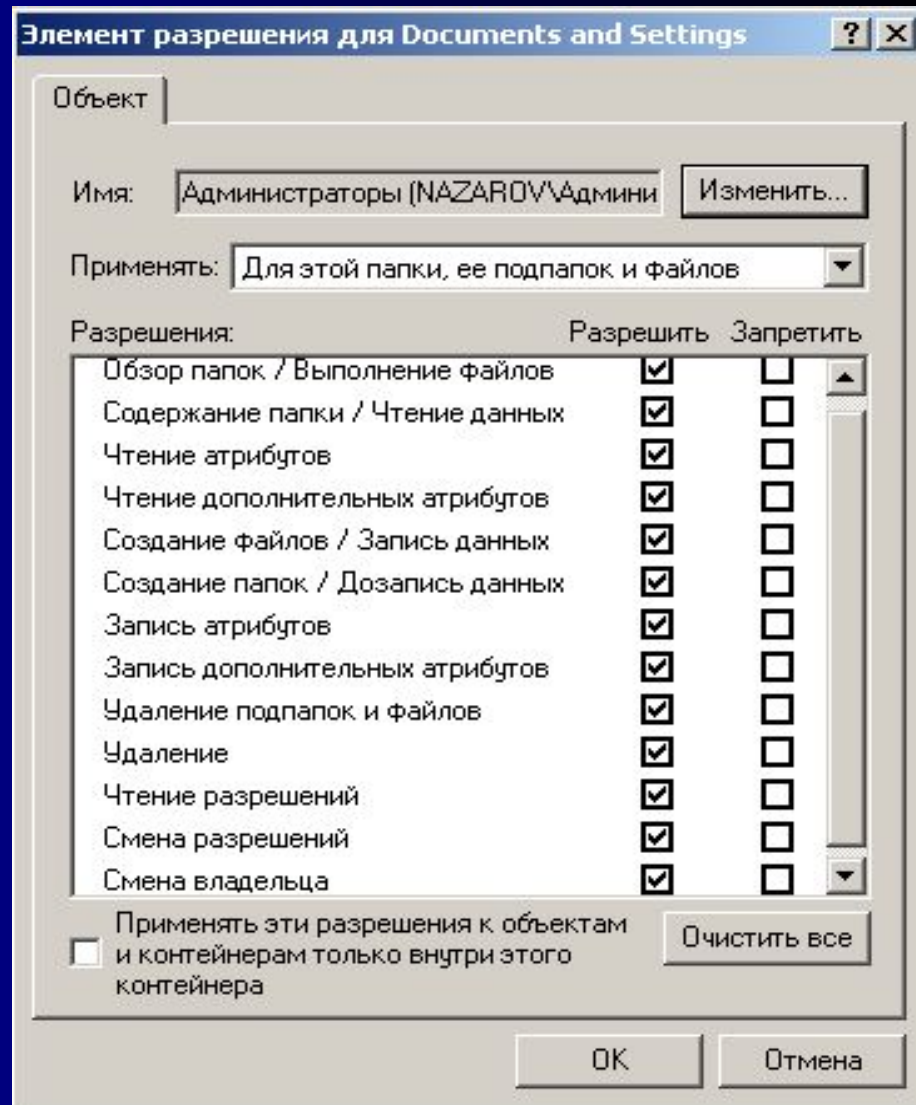 Элемент разрешения для Documents and Settings
Объект
Имя: Администраторы (NAZAROV\Админи Изменить...
Применять: Для этой папки, ее подпапок и файлов
Разрешения: Разрешить Запретить
Обзор папок / Выполнение файлов
Содержание папки / Чтение данных
Чтение атрибутов
Чтение дополнительных атрибутов
Создание файлов / Запись данных
Создание папок / Дозапись данных
Запись атрибутов
Запись дополнительных атрибутов
Удаление подпапок и файлов
Удаление
Чтение разрешений
Смена разрешений
Смена владельца
Применять эти разрешения к объектам
и контейнерам только внутри этого
контейнера
Очистить все
OK Отмена